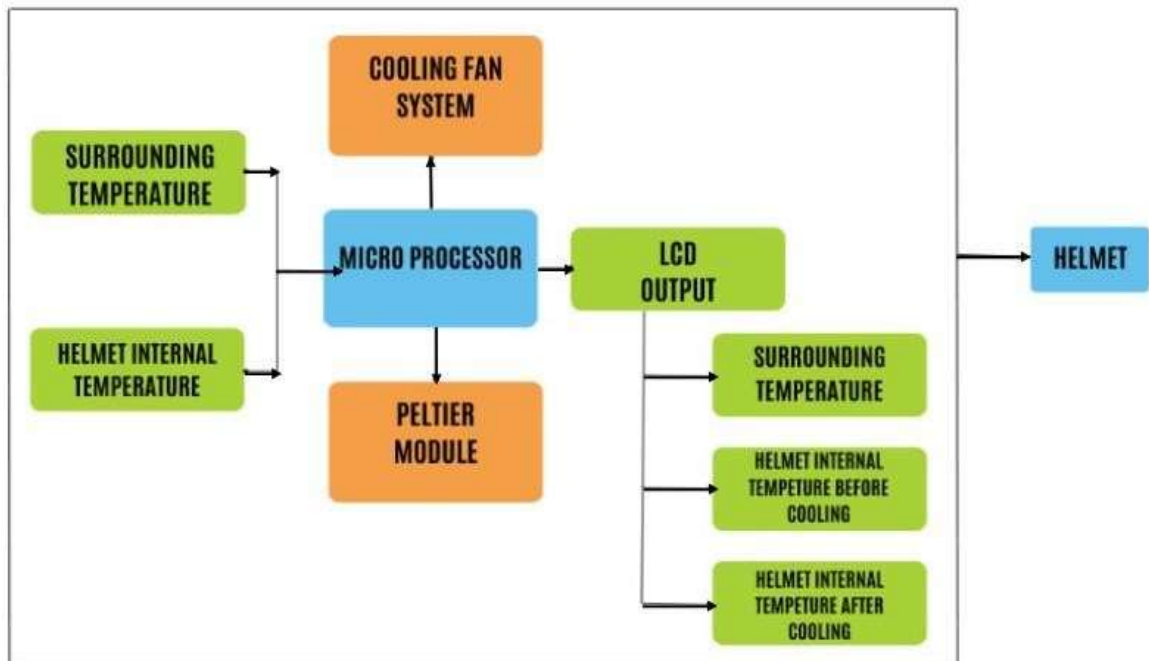 COOLING FAN
SYSTEM
SURROUNDING
TEMPERATURE
MICRO PROCESSOR
LCD
OUTPUT
HELMET
HELMET INTERNAL
TEMPERATURE
SURROUNDING
TEMPERATURE
PELTIER
MODULE
HELMET INTERNAL
TEMPETURE BEFORE
COOLING
HELMET INTERNAL
TEMPETURE AFTER
COOLING